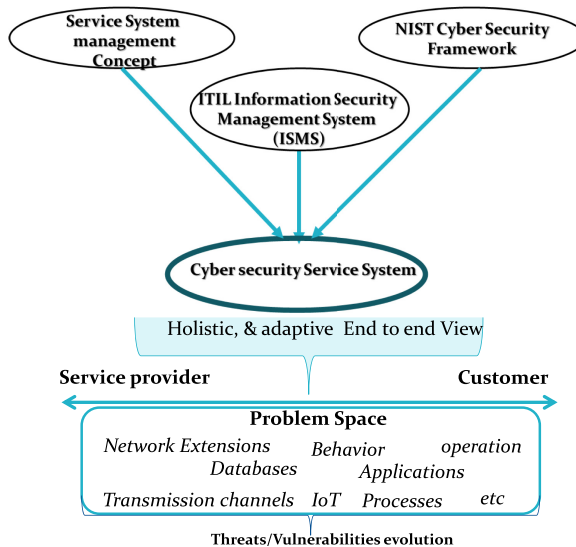 Service System
management
Concept
NIST Cyber Security
Framework
ITIL Information Security
Management System
(ISMS)
Cyber security Service System
Holistic, & adaptive End to end View
Service provider
Customer
Problem Space
Network Extensions Behavior operation
Databases Applications
Transmission channels IoT Processes etc
Threats/Vulnerabilities evolution